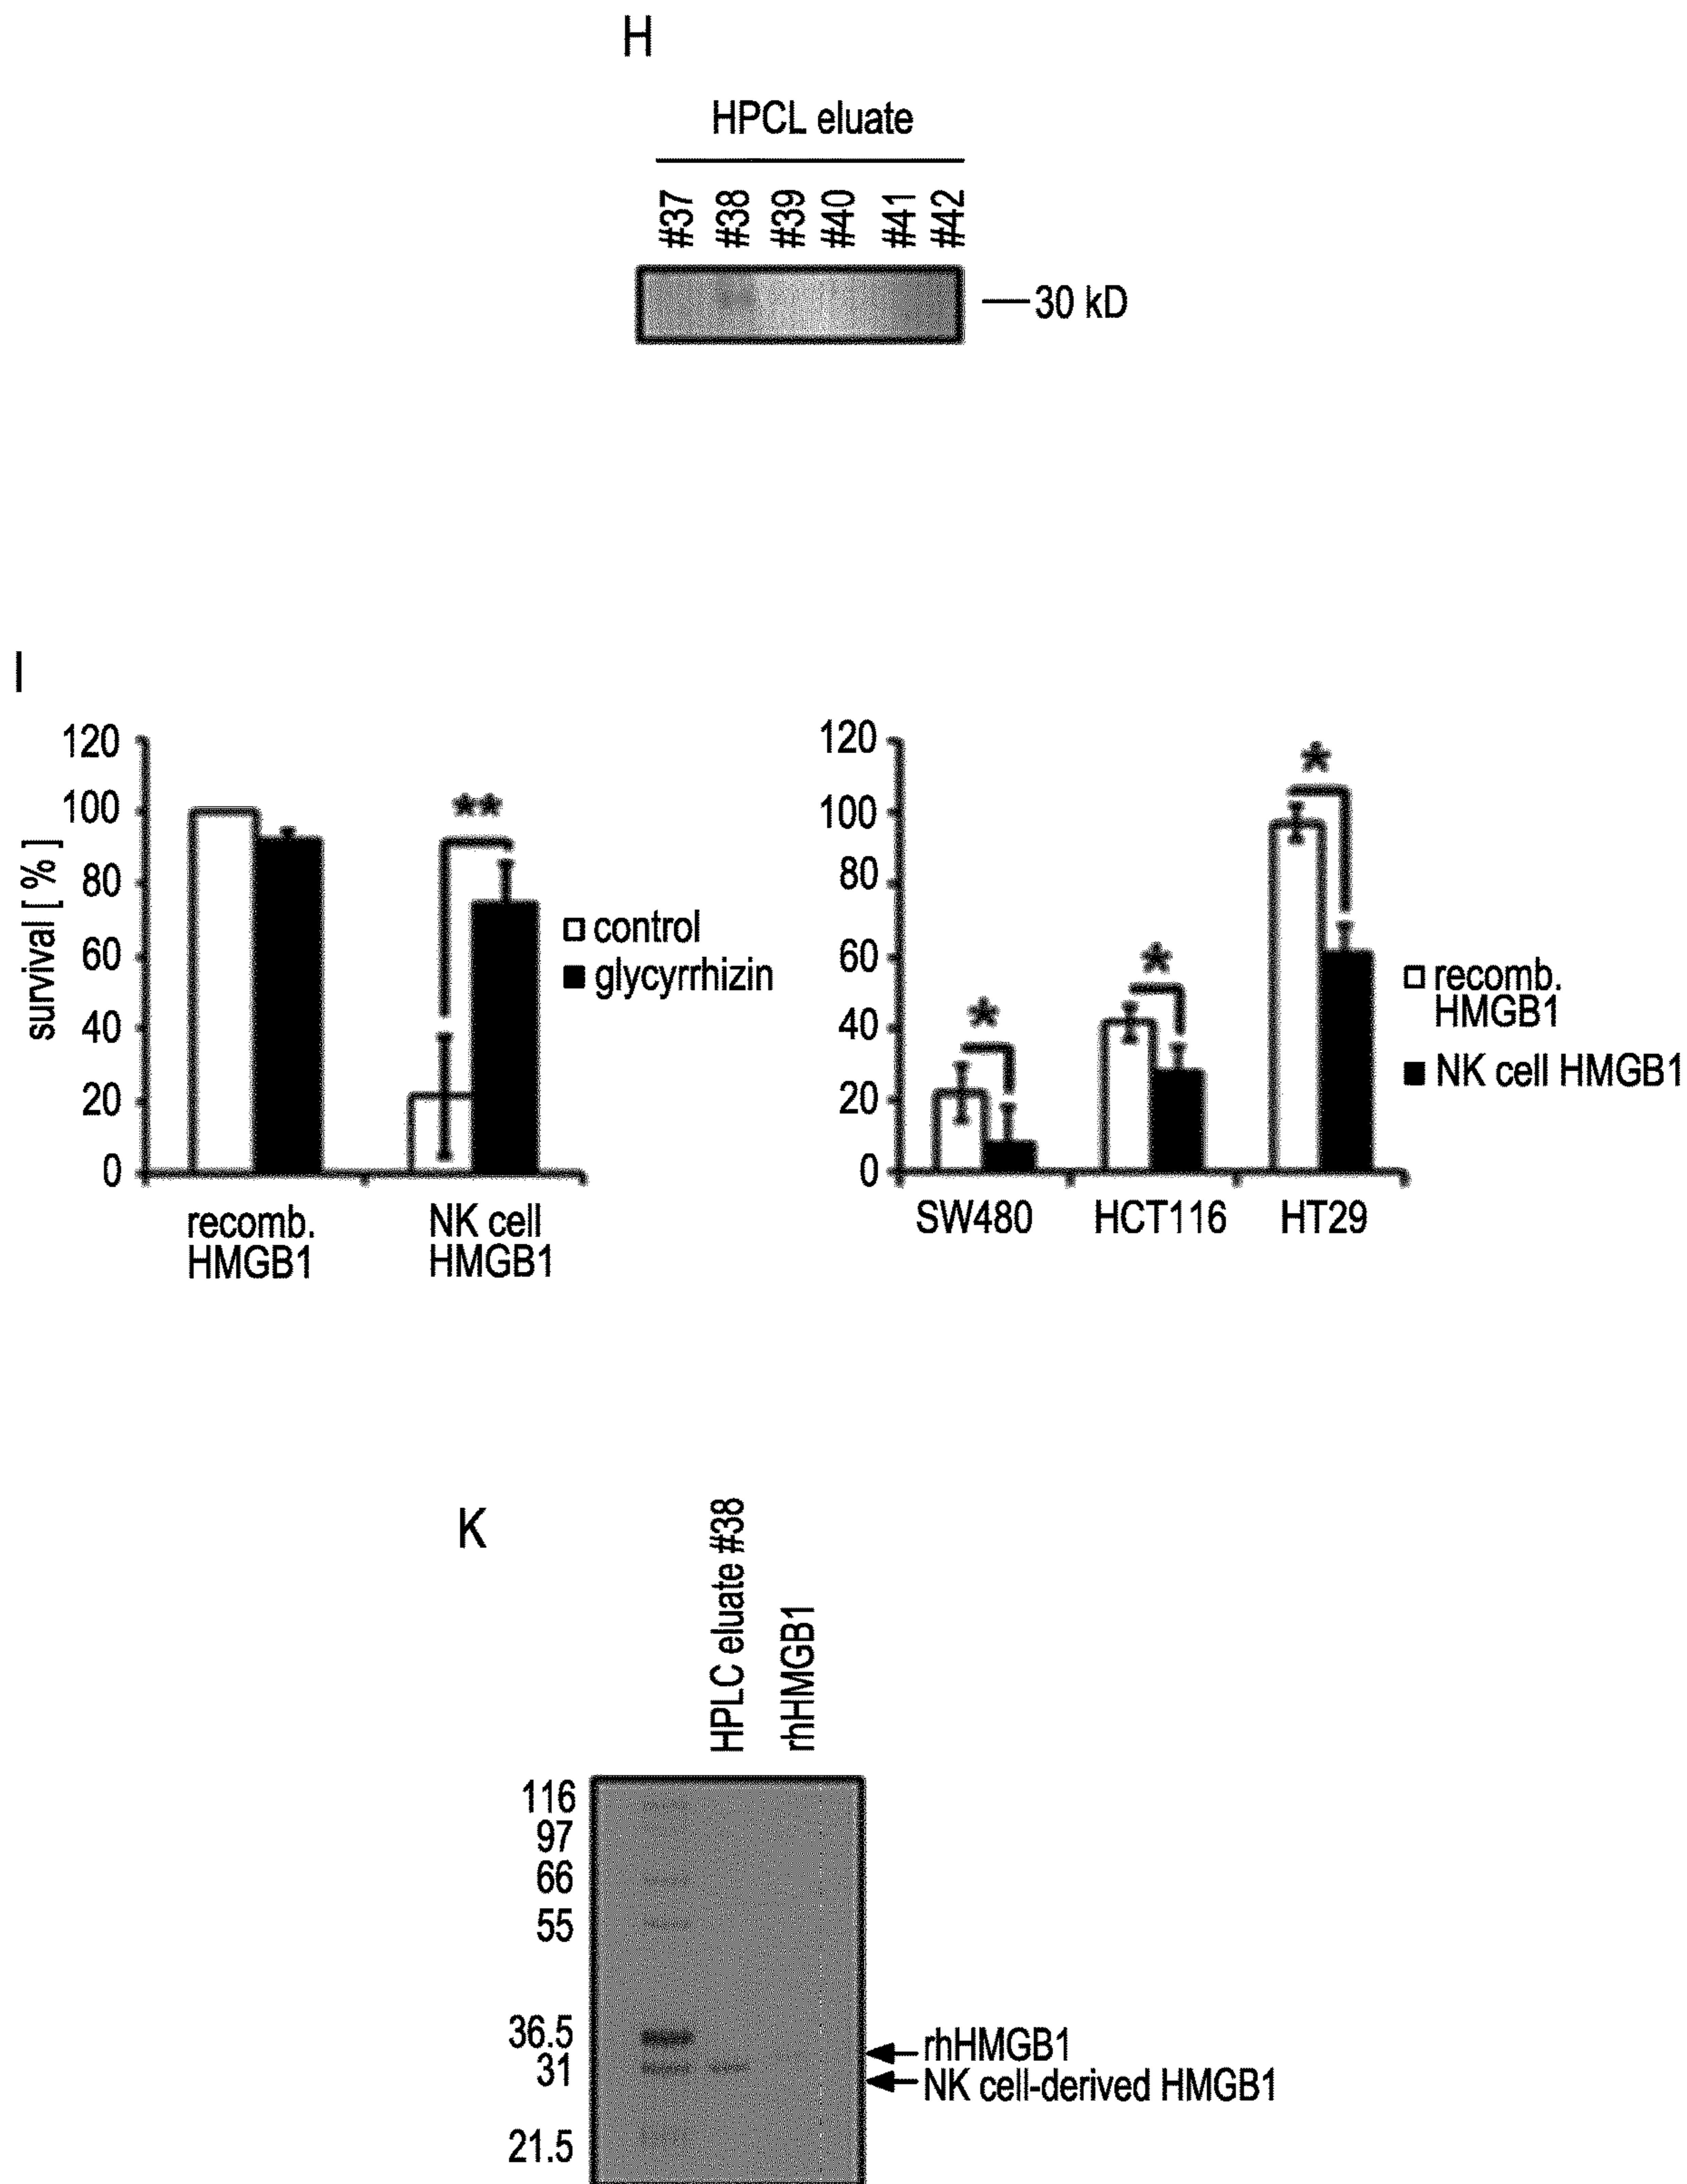 H
HPCL eluate
#37 #38 #39 #40 #41 #42
30 kD
I
survival [ % ]
120
100
80
60
40
20
0
**
control
glycyrrhizin
recomb.
HMGB1
NK cell
HMGB1
120
100
80
60
40
20
0
*
*
*
recomb.
HMGB1
NK cell HMGB1
SW480 HCT116 HT29
K
HPLC eluate #38
rhHMGB1
116
97
66
55
36.5
31
21.5
rhHMGB1
NK cell-derived HMGB1